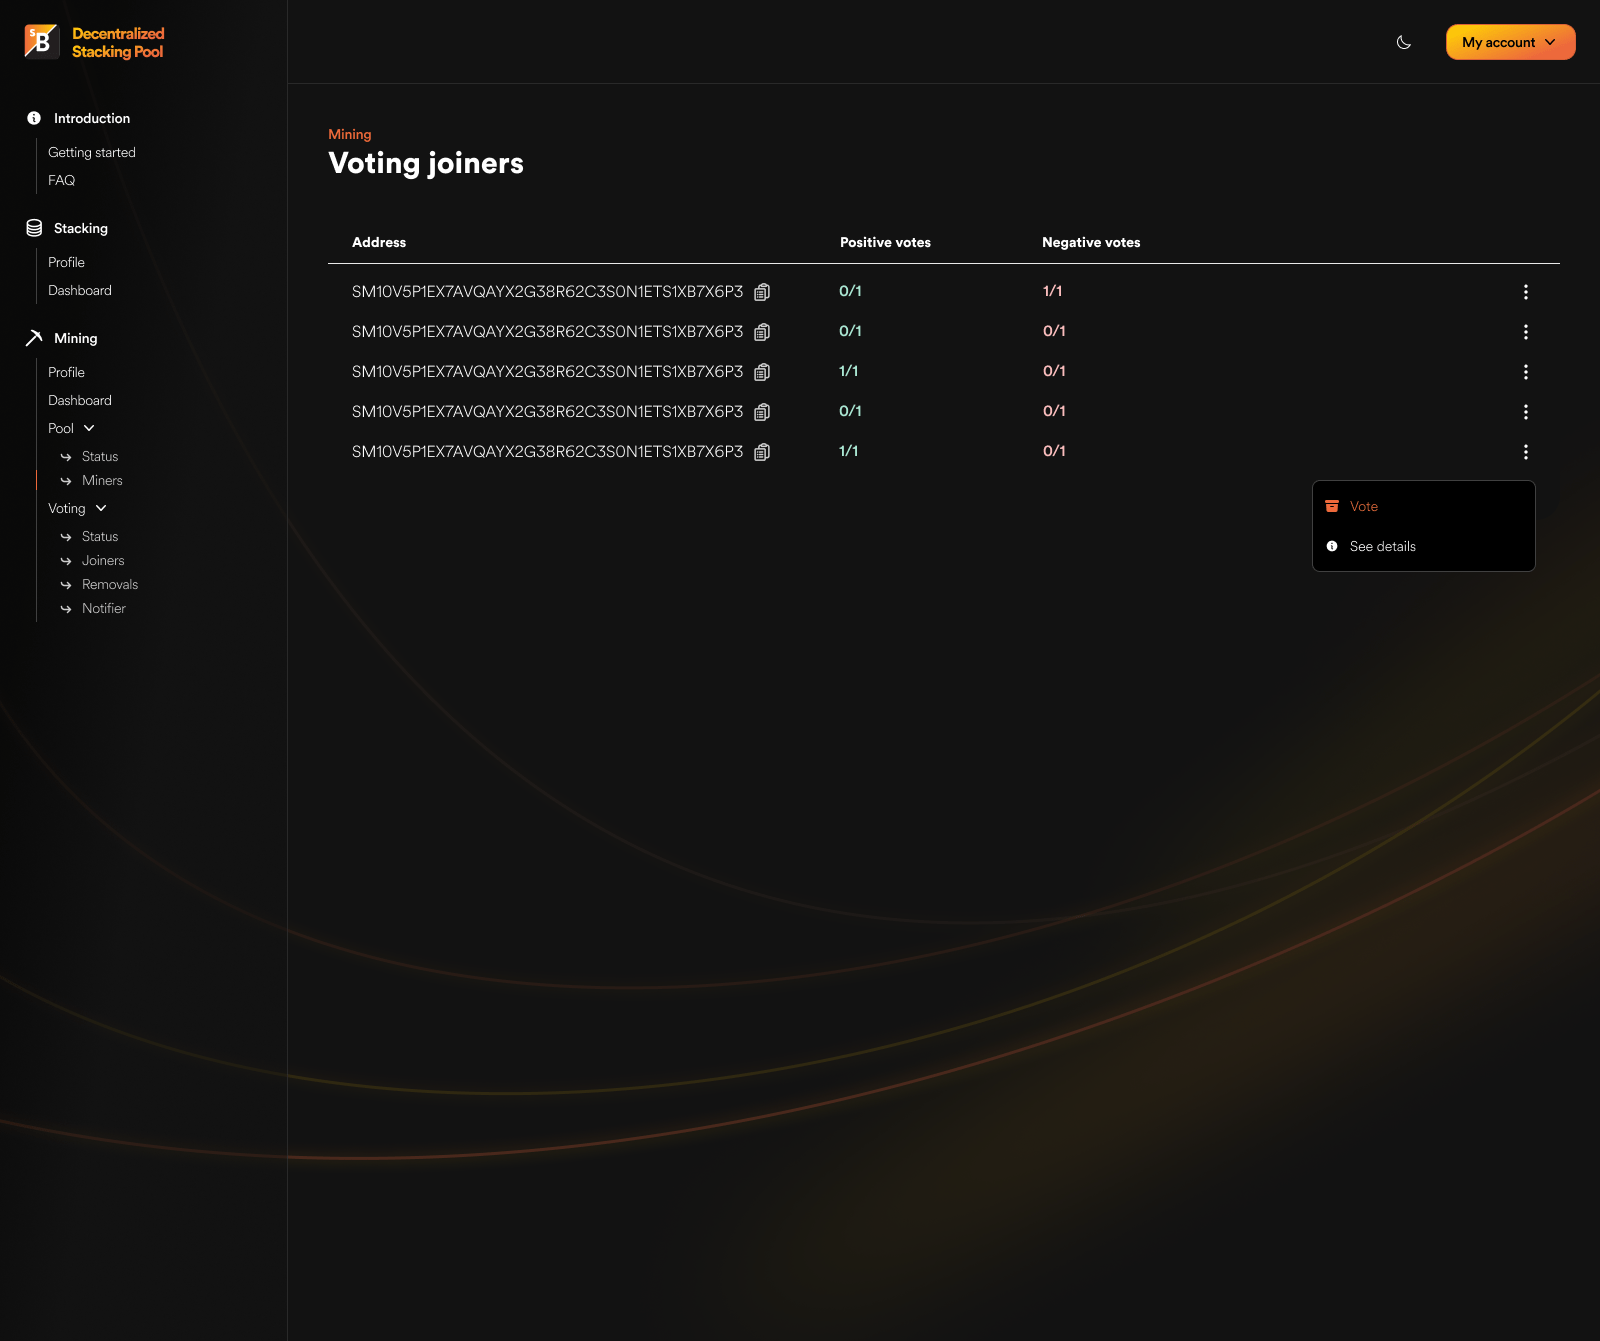 SB
Decentralized
Stacking Pool
My account
Introduction
Getting started
FAQ
Stacking
Profile
Dashboard
Mining
Profile
Dashboard
Pool
Status
Miners
Voting
Status
Joiners
Removals
Notifier
Mining
Voting joiners
Address Positive votes Negative votes
SM10V5P1EX7AVQAYX2G38R62C3S0N1ETS1XB7X6P3 0/1 1/1
SM10V5P1EX7AVQAYX2G38R62C3S0N1ETS1XB7X6P3 0/1 0/1
SM10V5P1EX7AVQAYX2G38R62C3S0N1ETS1XB7X6P3 1/1 0/1
SM10V5P1EX7AVQAYX2G38R62C3S0N1ETS1XB7X6P3 0/1 0/1
SM10V5P1EX7AVQAYX2G38R62C3S0N1ETS1XB7X6P3 1/1 0/1
Vote
See details